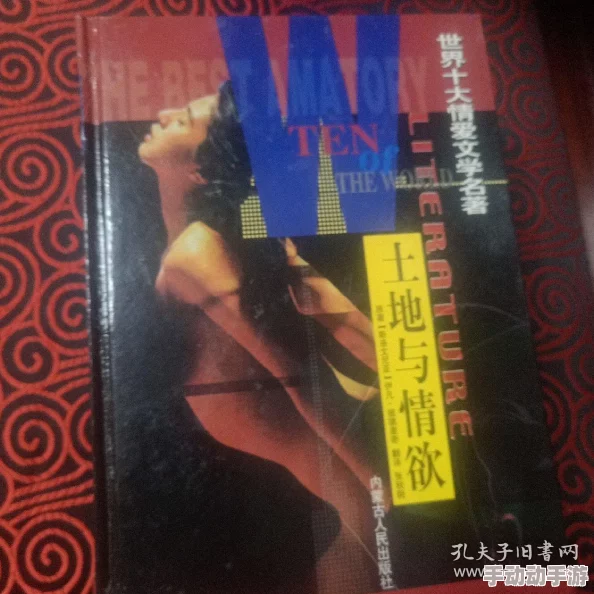 THE BEST AMATORY
TEN
of
THE WORLD
LITERATURE
世界十大情爱文学名著
土地与情欲
内蒙古人民出版社
孔夫子旧书网
手动动手游